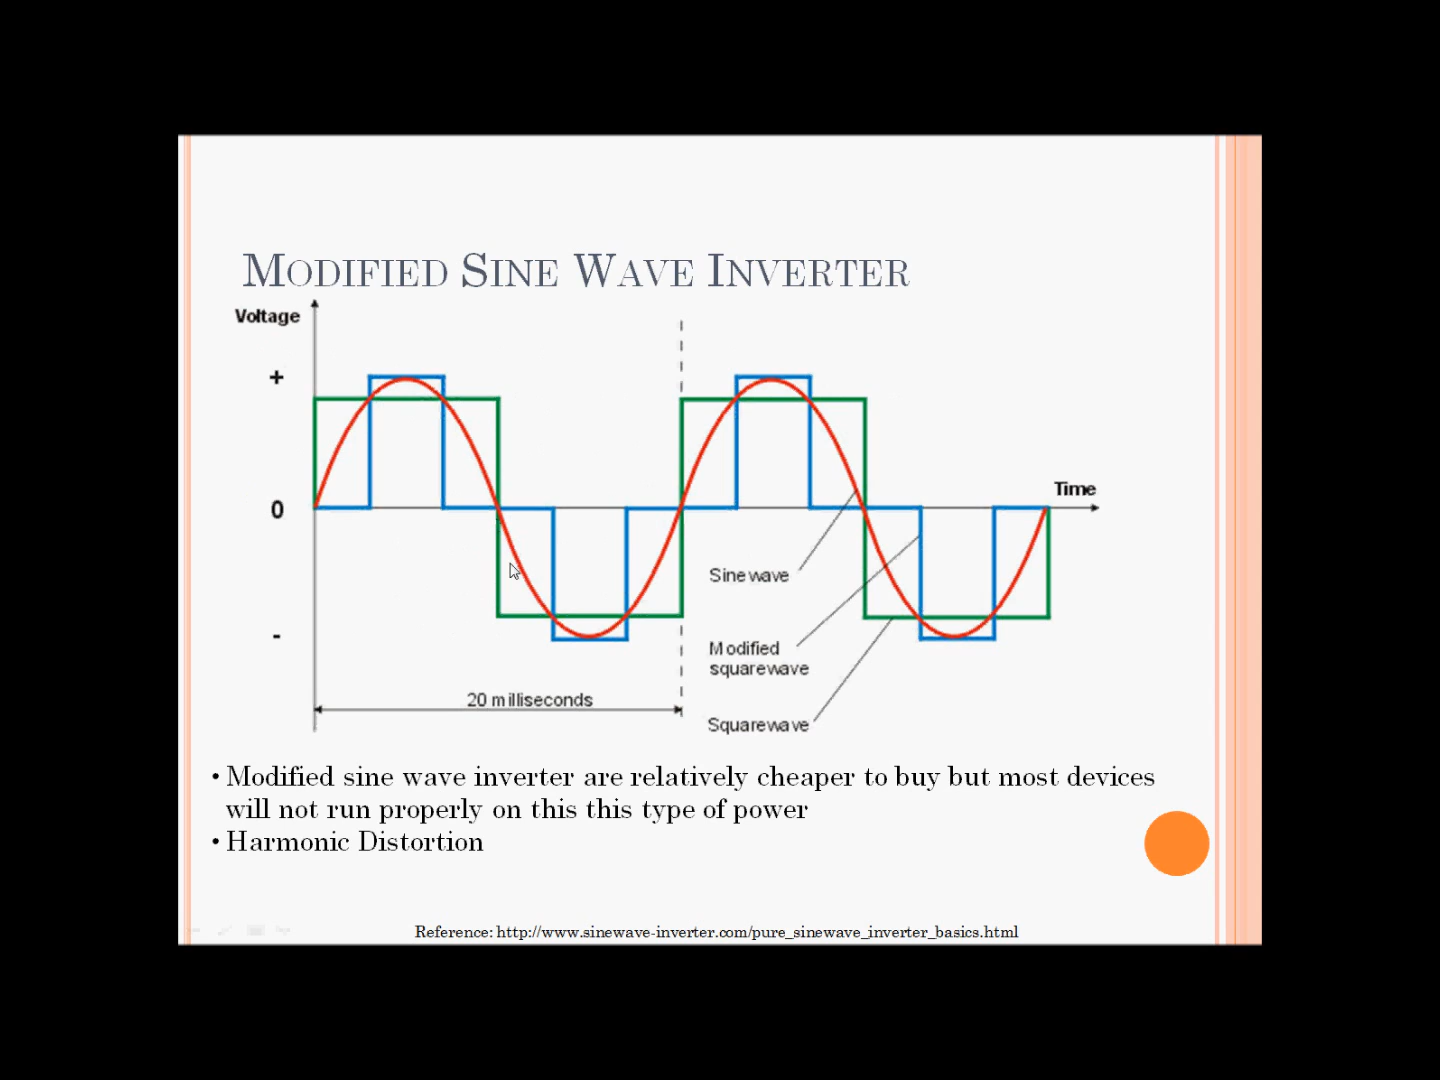 MODIFIED SINE WAVE INVERTER
Voltage
+
0
-
Time
Sine wave
Modified
squarewave
20 milliseconds
Squarewave
• Modified sine wave inverter are relatively cheaper to buy but most devices
will not run properly on this this type of power
• Harmonic Distortion
Reference: http://www.sinewave-inverter.com/pure_sinewave_inverter_basics.html